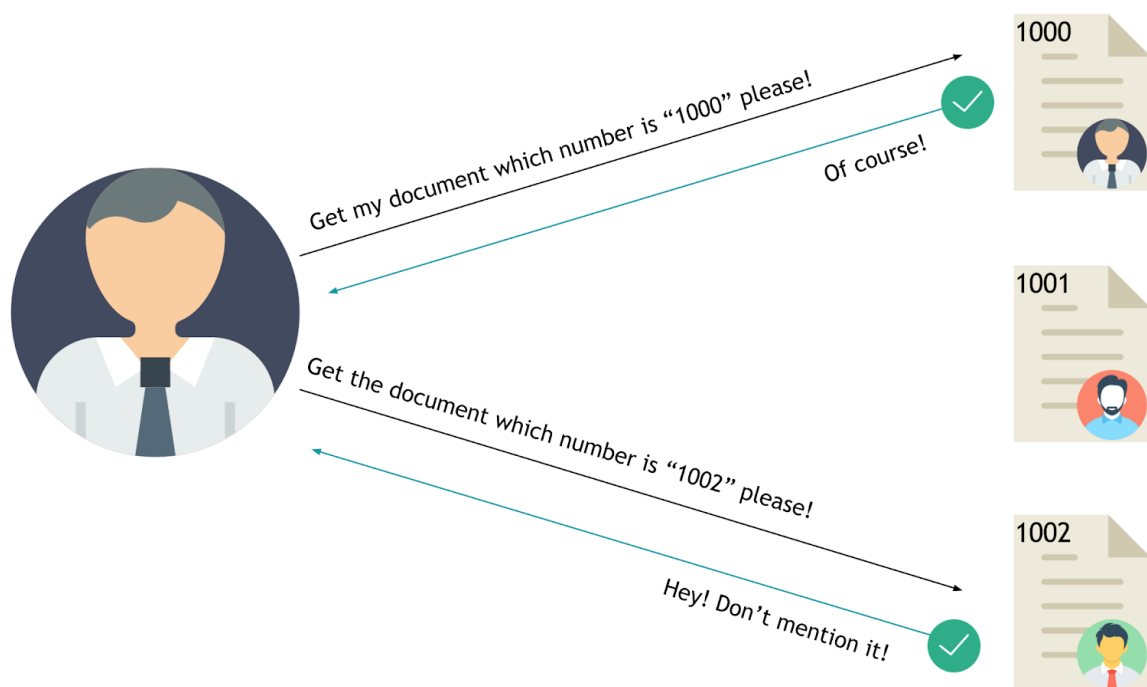 1000
Get my document which number is “1000” please!
Of course!
1001
Get the document which number is “1002” please!
1002
Hey! Don’t mention it!